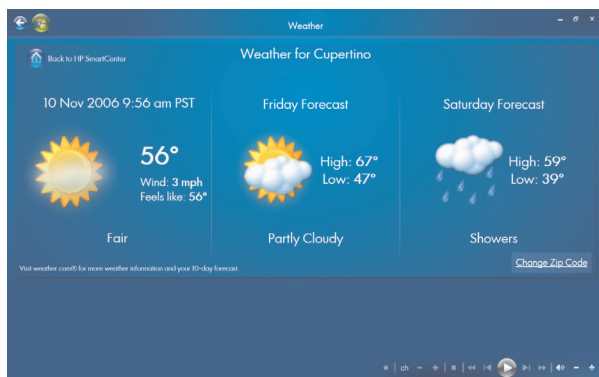 Weather
Back to HP SmartCenter
Weather for Cupertino
10 Nov 2006 9:56 am PST
56°
Wind: 3 mph
Feels like: 56°
Fair
Friday Forecast
High: 67°
Low: 47°
Partly Cloudy
Saturday Forecast
High: 59°
Low: 39°
Showers
Visit weather.com® for more weather information and your 10-day forecast.
Change Zip Code
ch